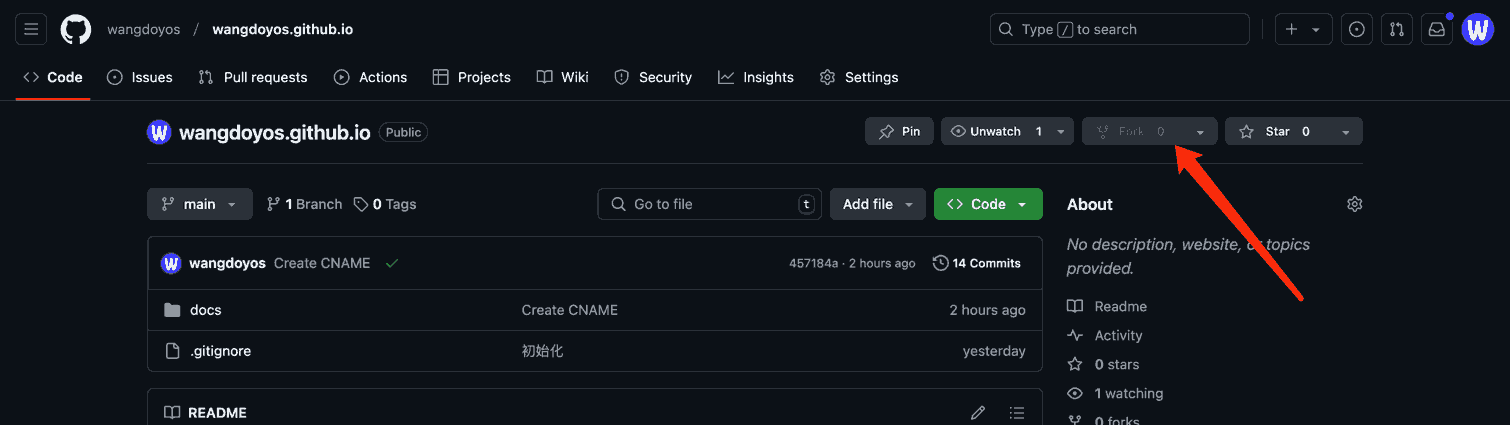 wangdoyos / wangdoyos.github.io Type / to search
Code Issues Pull requests Actions Projects Wiki Security Insights Settings
W wangdoyos.github.io Public Pin Unwatch 1 Fork 0 Star 0
main 1 Branch 0 Tags Go to file t Add file Code
About
No description, website, or topics
provided.
W wangdoyos Create CNAME 457184a · 2 hours ago 14 Commits
docs Create CNAME 2 hours ago
.gitignore 初始化 yesterday
README
Readme
Activity
0 stars
1 watching
0 forks